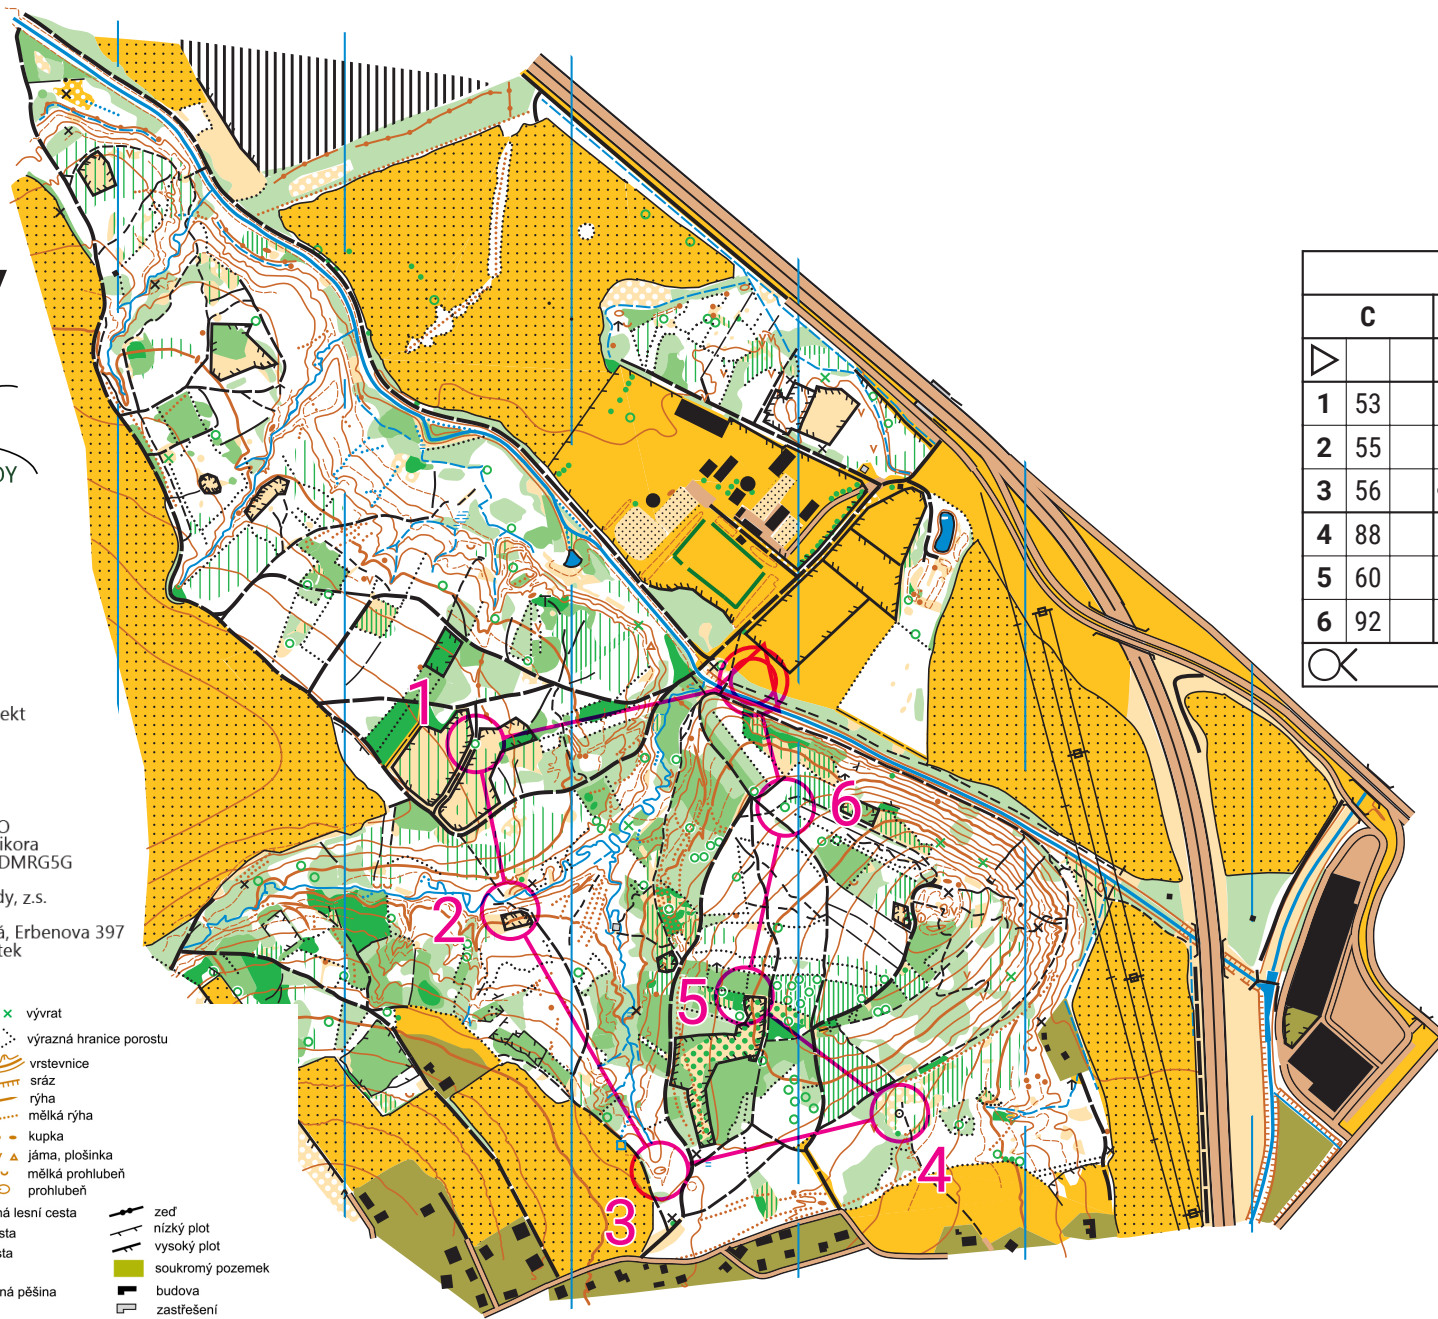 C
1 53
2 55
3 56
4 88
5 60
6 92
DY
1
6
2
5
4
3
ekt
O
ikora
DMRG5G
dy, z.s.
á, Erbenova 397
tek
vývrat
výrazná hranice porostu
vrstevnice
sráz
rýha
mělká rýha
kupka
jáma, plošinka
mělká prohlubeň
prohlubeň
ná lesní cesta
sta
sta
ná pěšina
zeď
nízký plot
vysoký plot
soukromý pozemek
budova
zastřešení